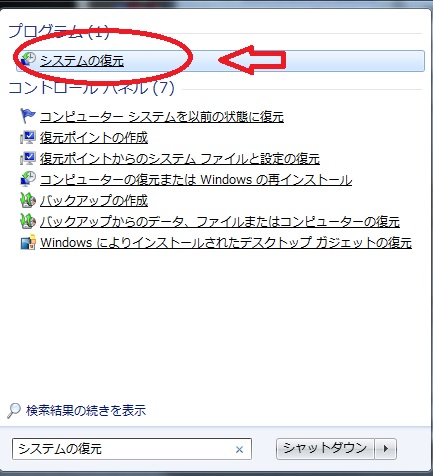 プログラム (1)
システムの復元
コントロール パネル (7)
コンピューター システムを以前の状態に復元
復元ポイントの作成
復元ポイントからのシステム ファイルと設定の復元
コンピューターの復元または Windows の再インストール
バックアップの作成
バックアップからのデータ、ファイルまたはコンピューターの復元
Windows によりインストールされたデスクトップ ガジェットの復元
検索結果の続きを表示
システムの復元
シャットダウン